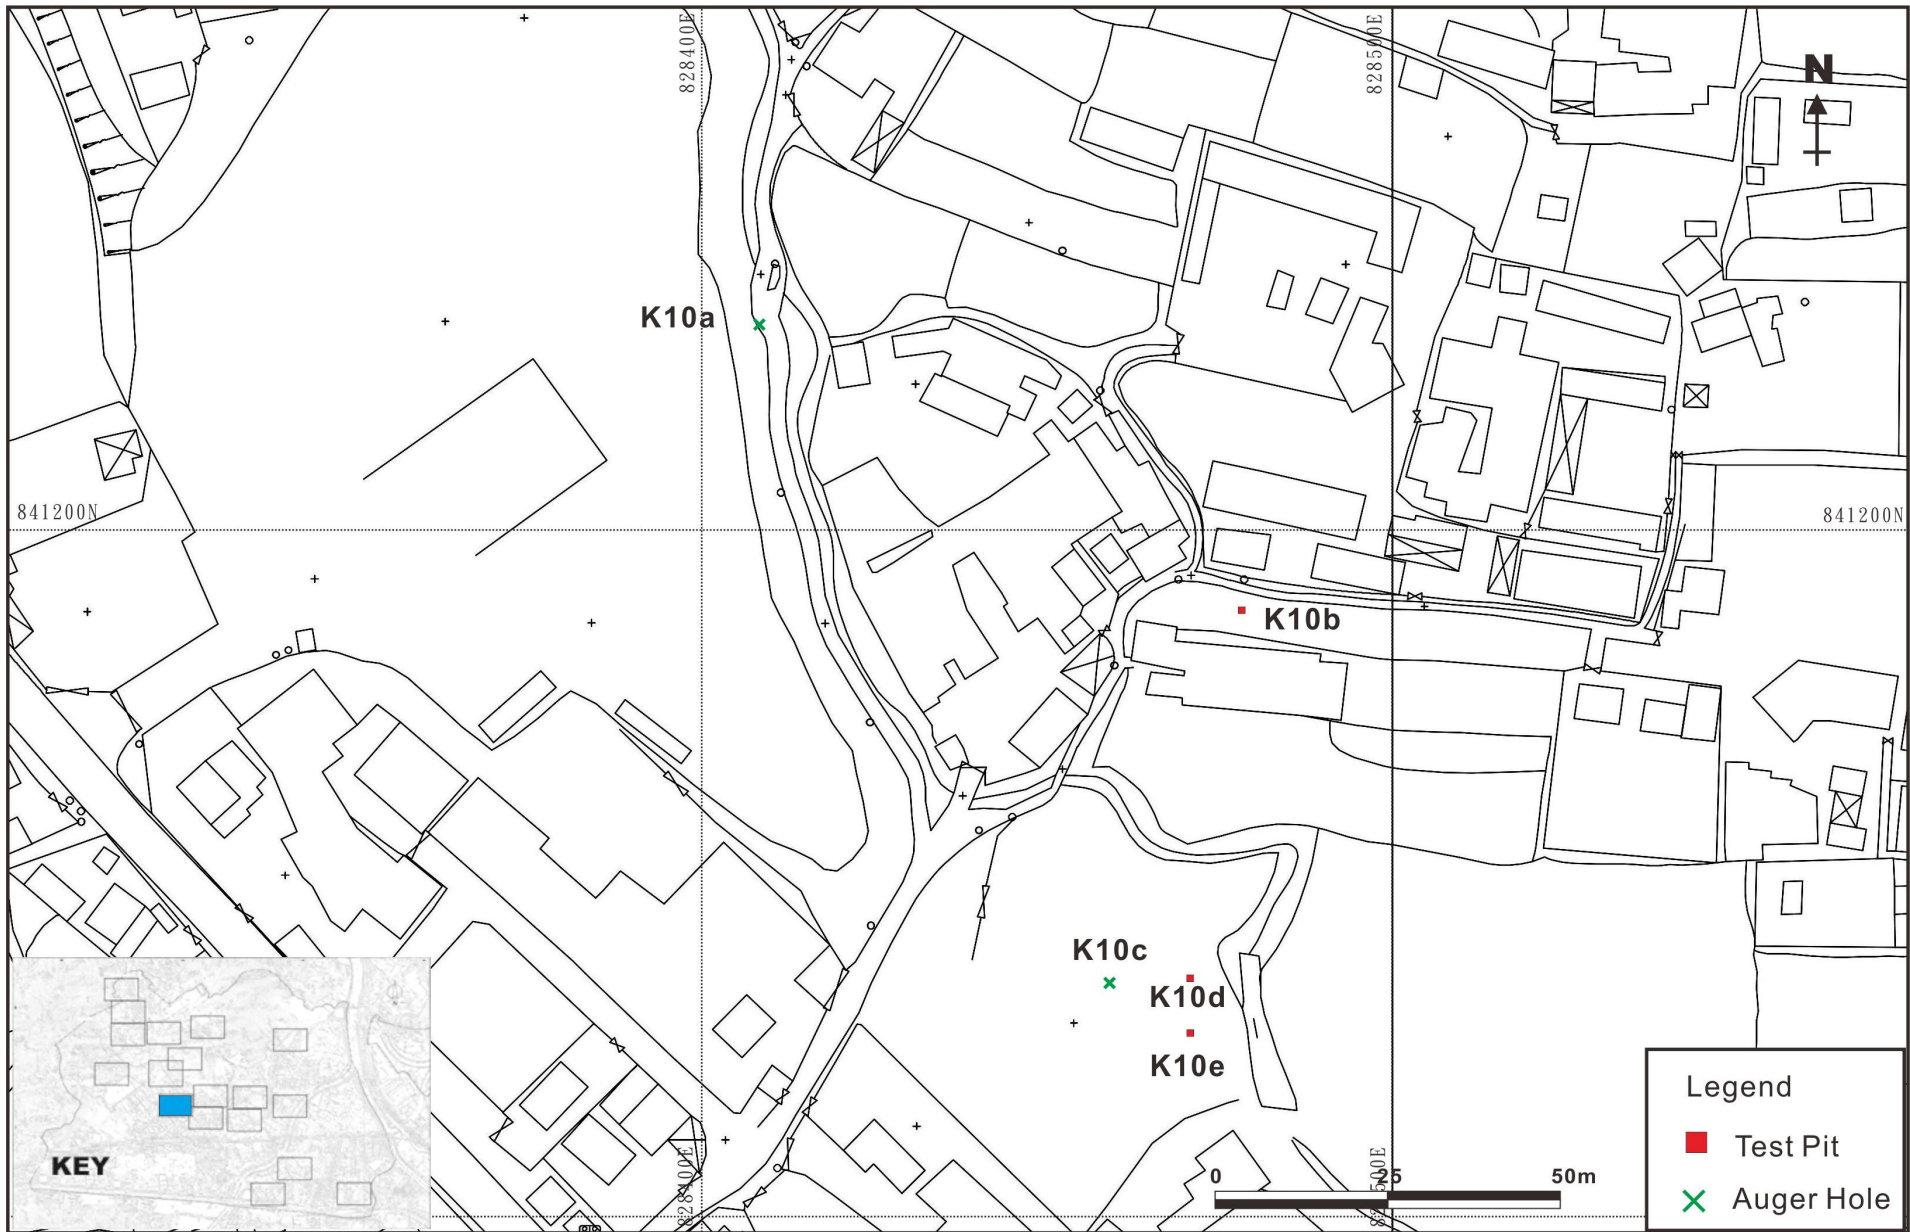 828400E
828500E
N
K10a
841200N
841200N
K10b
K10c
K10d
K10e
KEY
828400E
828500E
0 25 50m
Legend
Test Pit
Auger Hole